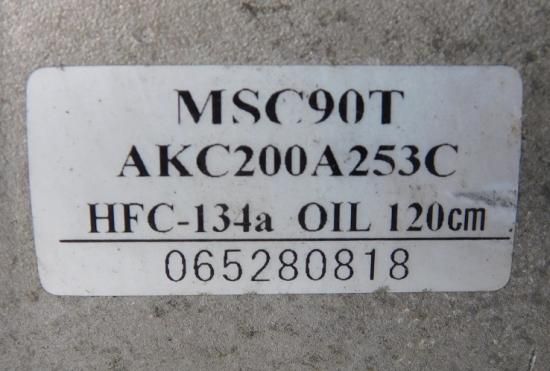 MSC90T
AKC200A253C
HFC-134a OIL 120cm
065280818